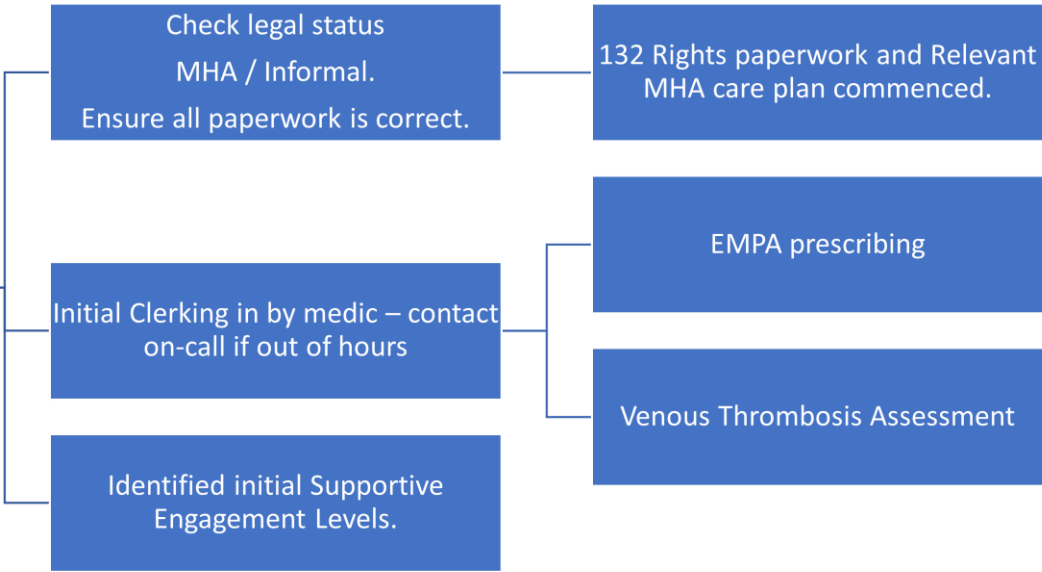 Check legal status
MHA / Informal.
Ensure all paperwork is correct.
132 Rights paperwork and Relevant
MHA care plan commenced.
Initial Clerking in by medic – contact
on-call if out of hours
EMPA prescribing
Venous Thrombosis Assessment
Identified initial Supportive
Engagement Levels.